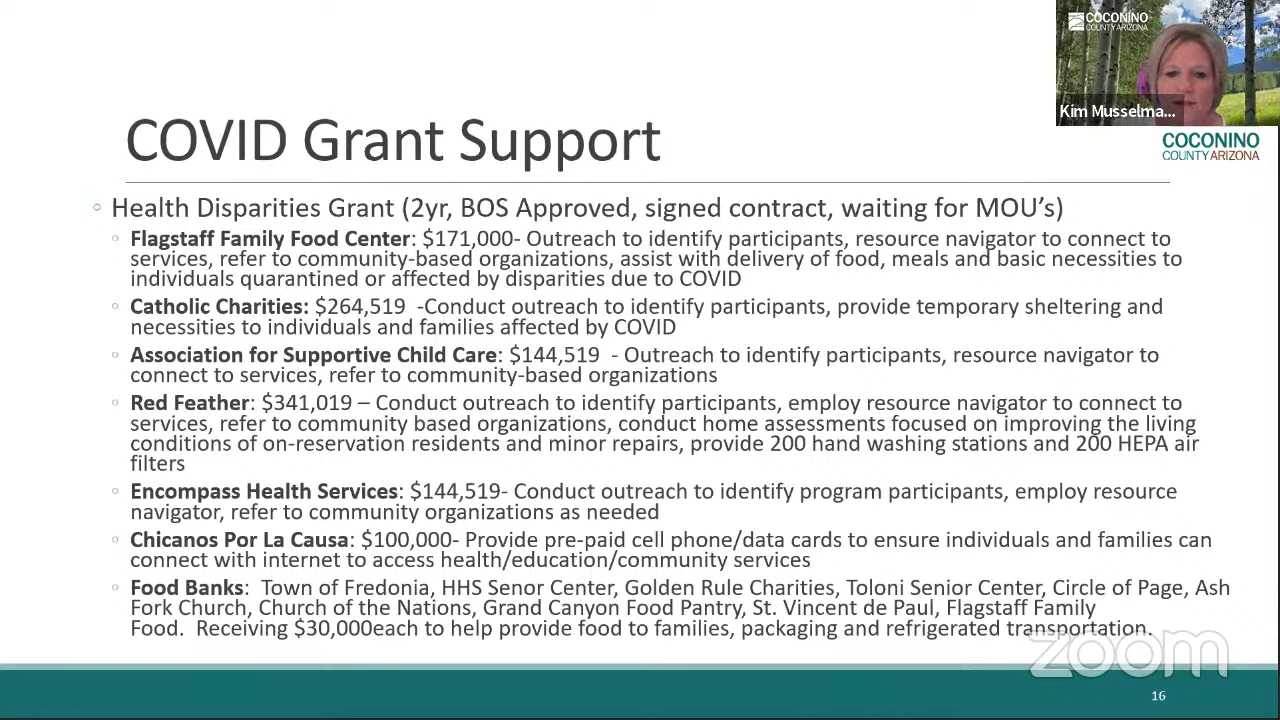 COCONINO
COUNTY ARIZONA
Kim Musselma...
COCONINO
COUNTY ARIZONA
COVID Grant Support
◦ Health Disparities Grant (2yr, BOS Approved, signed contract, waiting for MOU’s)
◦ Flagstaff Family Food Center: $171,000- Outreach to identify participants, resource navigator to connect to
services, refer to community-based organizations, assist with delivery of food, meals and basic necessities to
individuals quarantined or affected by disparities due to COVID
◦ Catholic Charities: $264,519 -Conduct outreach to identify participants, provide temporary sheltering and
necessities to individuals and families affected by COVID
◦ Association for Supportive Child Care: $144,519 - Outreach to identify participants, resource navigator to
connect to services, refer to community-based organizations
◦ Red Feather: $341,019 – Conduct outreach to identify participants, employ resource navigator to connect to
services, refer to community based organizations, conduct home assessments focused on improving the living
conditions of on-reservation residents and minor repairs, provide 200 hand washing stations and 200 HEPA air
filters
◦ Encompass Health Services: $144,519- Conduct outreach to identify program participants, employ resource
navigator, refer to community organizations as needed
◦ Chicanos Por La Causa: $100,000- Provide pre-paid cell phone/data cards to ensure individuals and families can
connect with internet to access health/education/community services
◦ Food Banks: Town of Fredonia, HHS Senor Center, Golden Rule Charities, Toloni Senior Center, Circle of Page, Ash
Fork Church, Church of the Nations, Grand Canyon Food Pantry, St. Vincent de Paul, Flagstaff Family
Food. Receiving $30,000each to help provide food to families, packaging and refrigerated transportation.
zoom
16